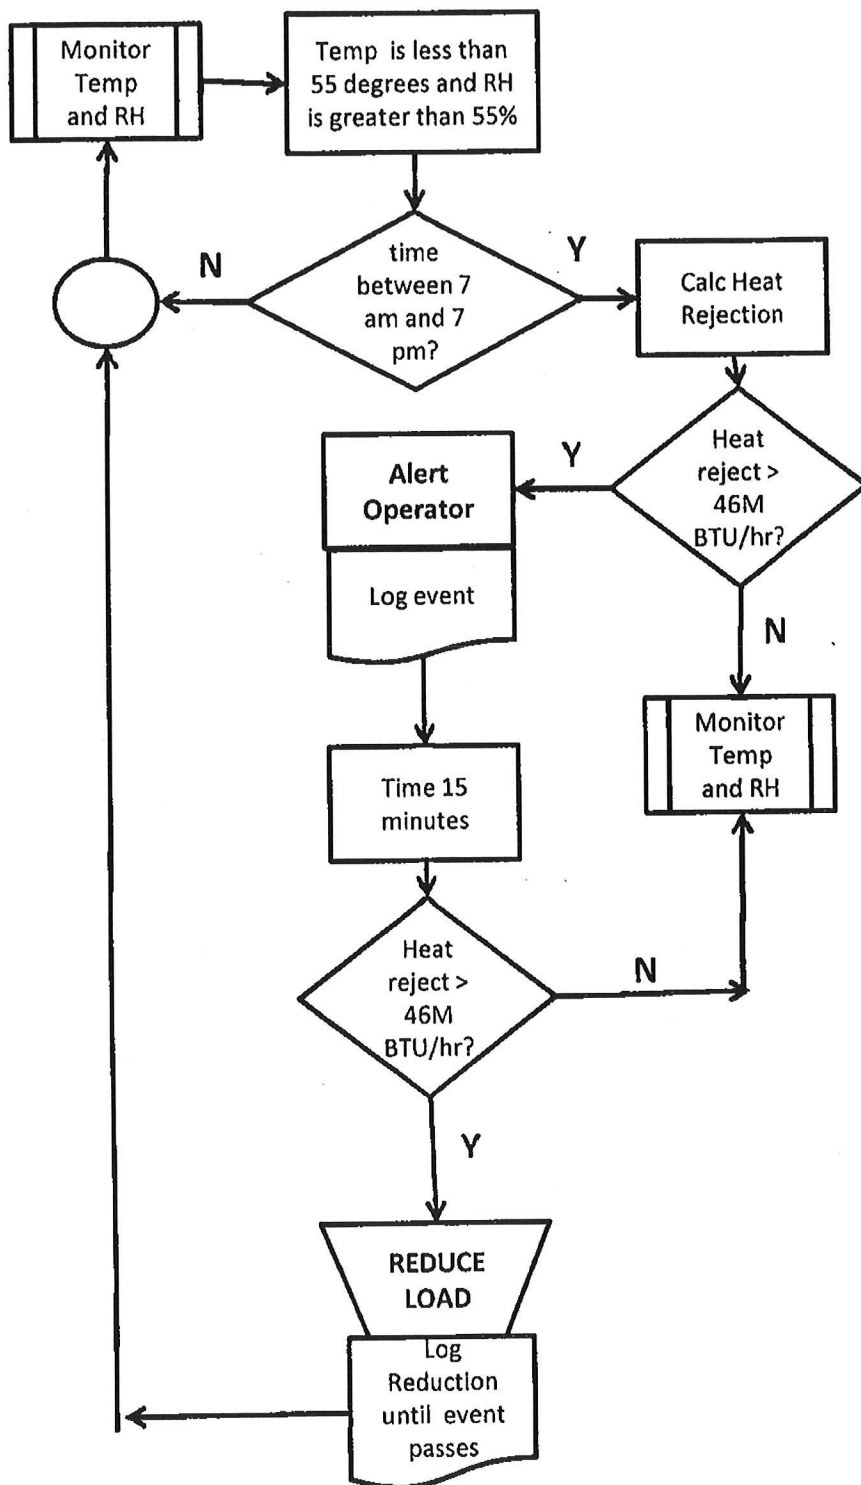 Monitor
Temp
and RH
Temp is less than
55 degrees and RH
is greater than 55%
time
between 7
am and 7
pm?
N
Y
Calc Heat
Rejection
Heat
reject >
46M
BTU/hr?
Y
N
Alert
Operator
Log event
Monitor
Temp
and RH
Time 15
minutes
Heat
reject >
46M
BTU/hr?
N
Y
REDUCE
LOAD
Log
Reduction
until event
passes